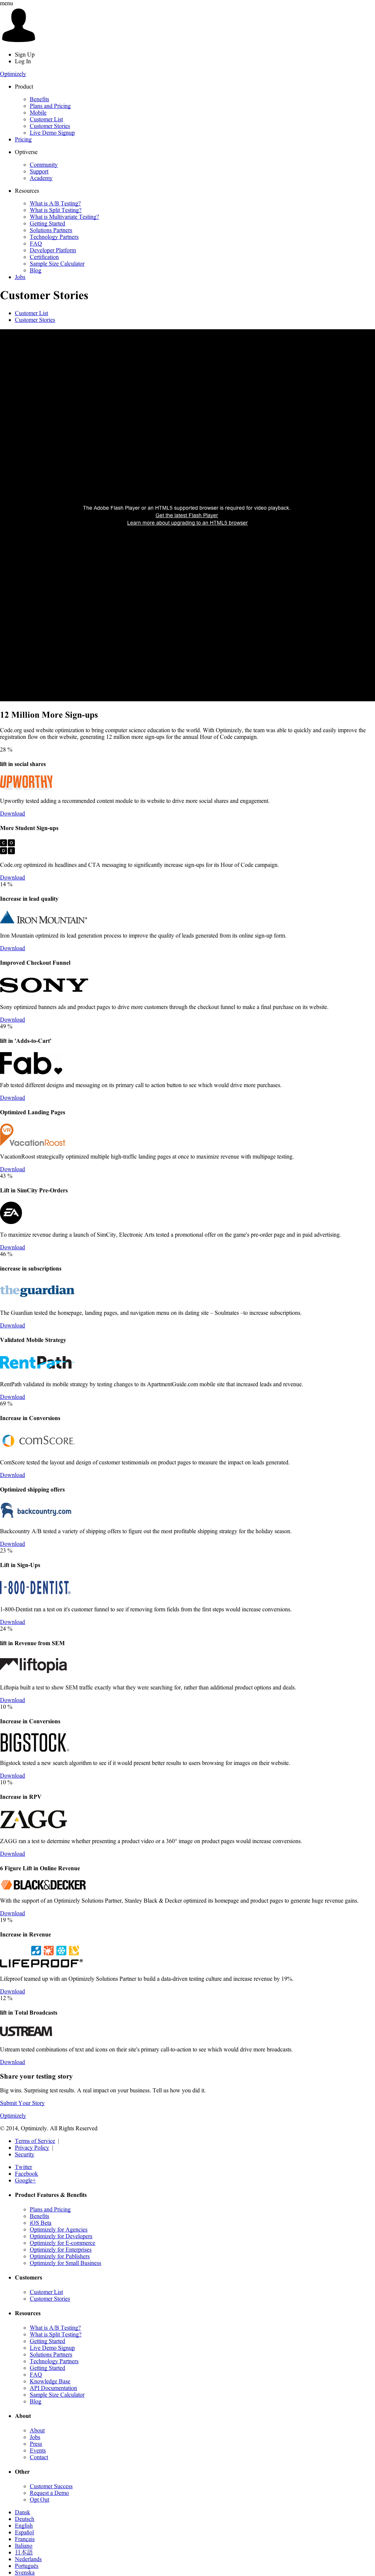 menu
Sign Up
Log In
Optimizely
Product
Benefits
Plans and Pricing
Mobile
Customer List
Customer Stories
Live Demo Signup
Pricing
Optiverse
Community
Support
Academy
Resources
What is A/B Testing?
What is Split Testing?
What is Multivariate Testing?
Getting Started
Solutions Partners
Technology Partners
FAQ
Developer Platform
Certification
Sample Size Calculator
Blog
Jobs
Customer Stories
Customer List
Customer Stories
The Adobe Flash Player or an HTML5 supported browser is required for video playback.
Get the latest Flash Player
Learn more about upgrading to an HTML5 browser
12 Million More Sign-ups
Code.org used website optimization to bring computer science education to the world. With Optimizely, the team was able to quickly and easily improve the
registration flow on their website, generating 12 million more sign-ups for the annual Hour of Code campaign.
28 %
lift in social shares
UPWORTHY
Upworthy tested adding a recommended content module to its website to drive more social shares and engagement.
Download
More Student Sign-ups
C O
D E
Code.org optimized its headlines and CTA messaging to significantly increase sign-ups for its Hour of Code campaign.
Download
14 %
Increase in lead quality
IRON MOUNTAIN
Iron Mountain optimized its lead generation process to improve the quality of leads generated from its online sign-up form.
Download
Improved Checkout Funnel
SONY
Sony optimized banners ads and product pages to drive more customers through the checkout funnel to make a final purchase on its website.
Download
49 %
lift in 'Adds-to-Cart'
Fab.
Fab tested different designs and messaging on its primary call to action button to see which would drive more purchases.
Download
Optimized Landing Pages
VR
VacationRoost
VacationRoost strategically optimized multiple high-traffic landing pages at once to maximize revenue with multipage testing.
Download
43 %
Lift in SimCity Pre-Orders
EA
To maximize revenue during a launch of SimCity, Electronic Arts tested a promotional offer on the game's pre-order page and in paid advertising.
Download
46 %
increase in subscriptions
theguardian
The Guardian tested the homepage, landing pages, and navigation menu on its dating site – Soulmates –to increase subscriptions.
Download
Validated Mobile Strategy
RentPath
RentPath validated its mobile strategy by testing changes to its ApartmentGuide.com mobile site that increased leads and revenue.
Download
69 %
Increase in Conversions
comScore
ComScore tested the layout and design of customer testimonials on product pages to measure the impact on leads generated.
Download
Optimized shipping offers
backcountry.com
Backcountry A/B tested a variety of shipping offers to figure out the most profitable shipping strategy for the holiday season.
Download
23 %
Lift in Sign-Ups
1-800-DENTIST
1-800-Dentist ran a test on it's customer funnel to see if removing form fields from the first steps would increase conversions.
Download
24 %
lift in Revenue from SEM
liftopia
Liftopia built a test to show SEM traffic exactly what they were searching for, rather than additional product options and deals.
Download
10 %
Increase in Conversions
BIGSTOCK
Bigstock tested a new search algorithm to see if it would present better results to users browsing for images on their website.
Download
10 %
Increase in RPV
ZAGG
ZAGG ran a test to determine whether presenting a product video or a 360° image on product pages would increase conversions.
Download
6 Figure Lift in Online Revenue
BLACK&DECKER
With the support of an Optimizely Solutions Partner, Stanley Black & Decker optimized its homepage and product pages to generate huge revenue gains.
Download
19 %
Increase in Revenue
LIFEPROOF®
Lifeproof teamed up with an Optimizely Solutions Partner to build a data-driven testing culture and increase revenue by 19%.
Download
12 %
lift in Total Broadcasts
USTREAM
Ustream tested combinations of text and icons on their site's primary call-to-action to see which would drive more broadcasts.
Download
Share your testing story
Big wins. Surprising test results. A real impact on your business. Tell us how you did it.
Submit Your Story
Optimizely
© 2014, Optimizely. All Rights Reserved
Terms of Service |
Privacy Policy |
Security
Twitter
Facebook
Google+
Product Features & Benefits
Plans and Pricing
Benefits
iOS Beta
Optimizely for Agencies
Optimizely for Developers
Optimizely for E-commerce
Optimizely for Enterprises
Optimizely for Publishers
Optimizely for Small Business
Customers
Customer List
Customer Stories
Resources
What is A/B Testing?
What is Split Testing?
Getting Started
Live Demo Signup
Solutions Partners
Technology Partners
Getting Started
FAQ
Knowledge Base
API Documentation
Sample Size Calculator
Blog
About
About
Jobs
Press
Events
Contact
Other
Customer Success
Request a Demo
Opt Out
Dansk
Deutsch
English
Español
Français
Italiano
日本語
Nederlands
Português
Svenska